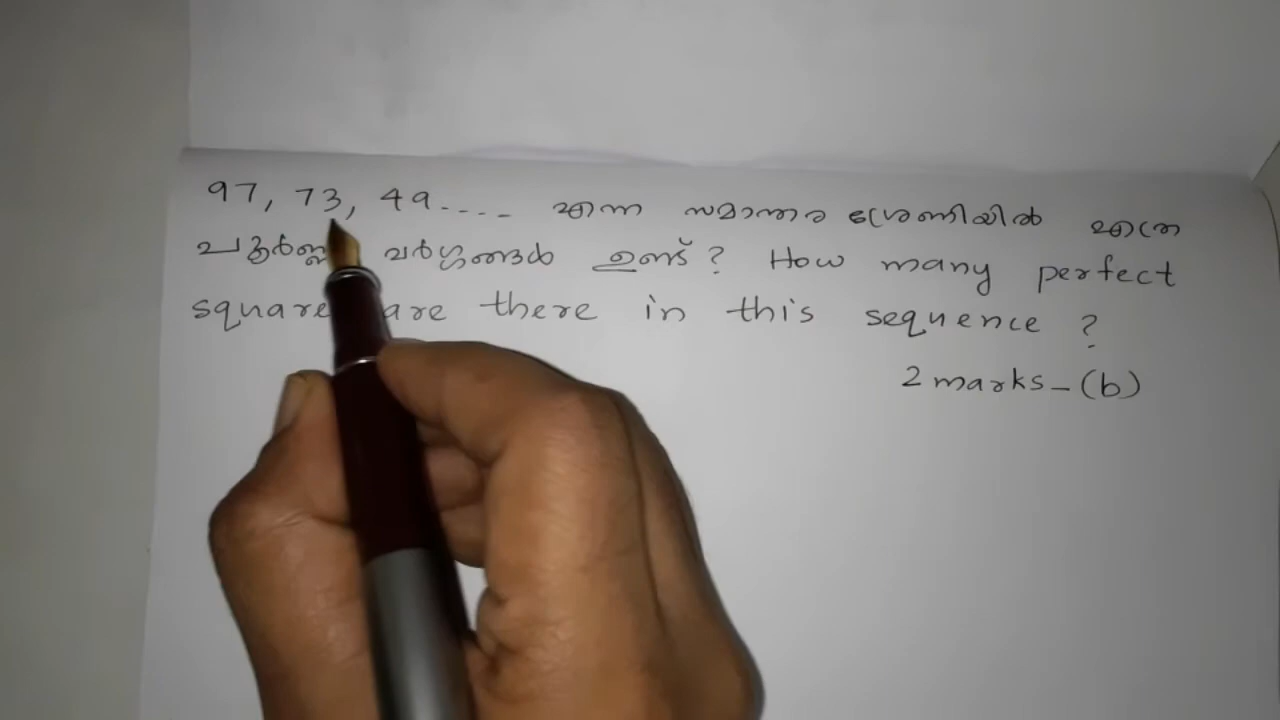 97, 73, 49.... എന്ന സമാന്തര ശ്രേണിയിൽ എത്ര
പൂർണ്ണ വർഗ്ഗങ്ങൾ ഉണ്ട്? How many perfect
square are there in this sequence ?
2 marks - (b)